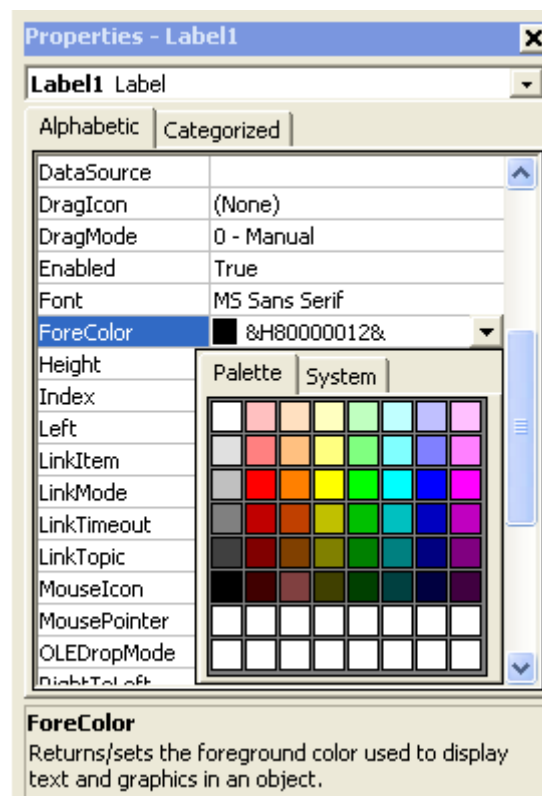 Properties - Label1
Label1 Label
Alphabetic Categorized
DataSource
DragIcon (None)
DragMode 0 - Manual
Enabled True
Font MS Sans Serif
ForeColor &H80000012&
Height
Palette System
Index
Left
LinkItem
LinkMode
LinkTimeout
LinkTopic
MouseIcon
MousePointer
OLEDropMode
RightToLeft
ForeColor
Returns/sets the foreground color used to display
text and graphics in an object.